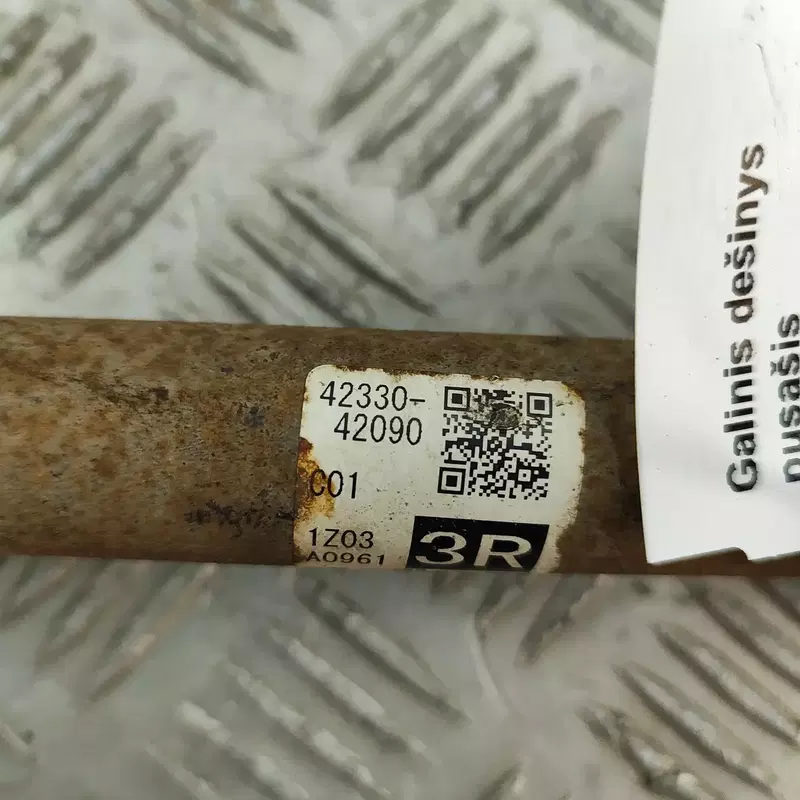 42330-
42090
C01
1Z03
A0961
3R
Galinis dešinys
pusašis